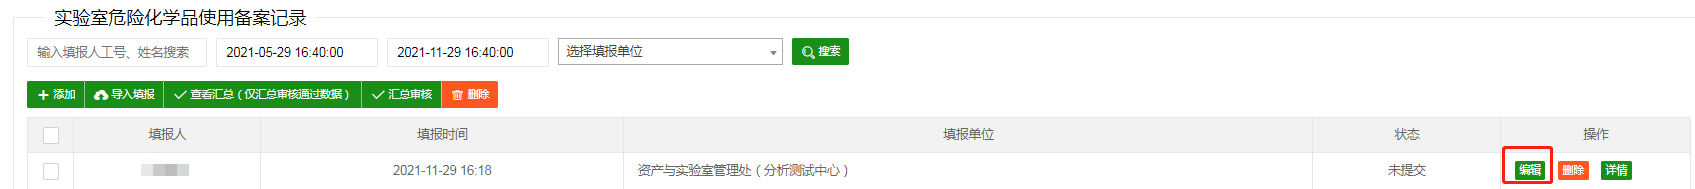 实验室危险化学品使用备案记录
输入填报人工号、姓名搜索 2021-05-29 16:40:00 2021-11-29 16:40:00 选择填报单位 搜索
添加 导入填报 查看汇总（仅汇总审核通过数据） 汇总审核 删除
填报人 填报时间 填报单位 状态 操作
2021-11-29 16:18 资产与实验室管理处（分析测试中心） 未提交 编辑 删除 详情